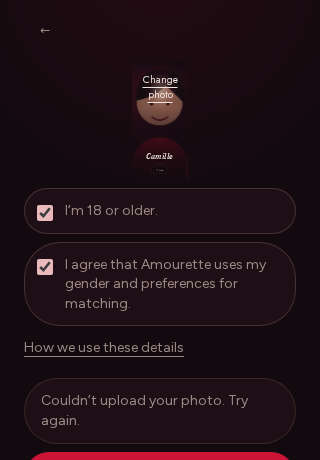 ←
Change
photo
Camille
I’m 18 or older.
I agree that Amourette uses my
gender and preferences for
matching.
How we use these details
Couldn’t upload your photo. Try
again.